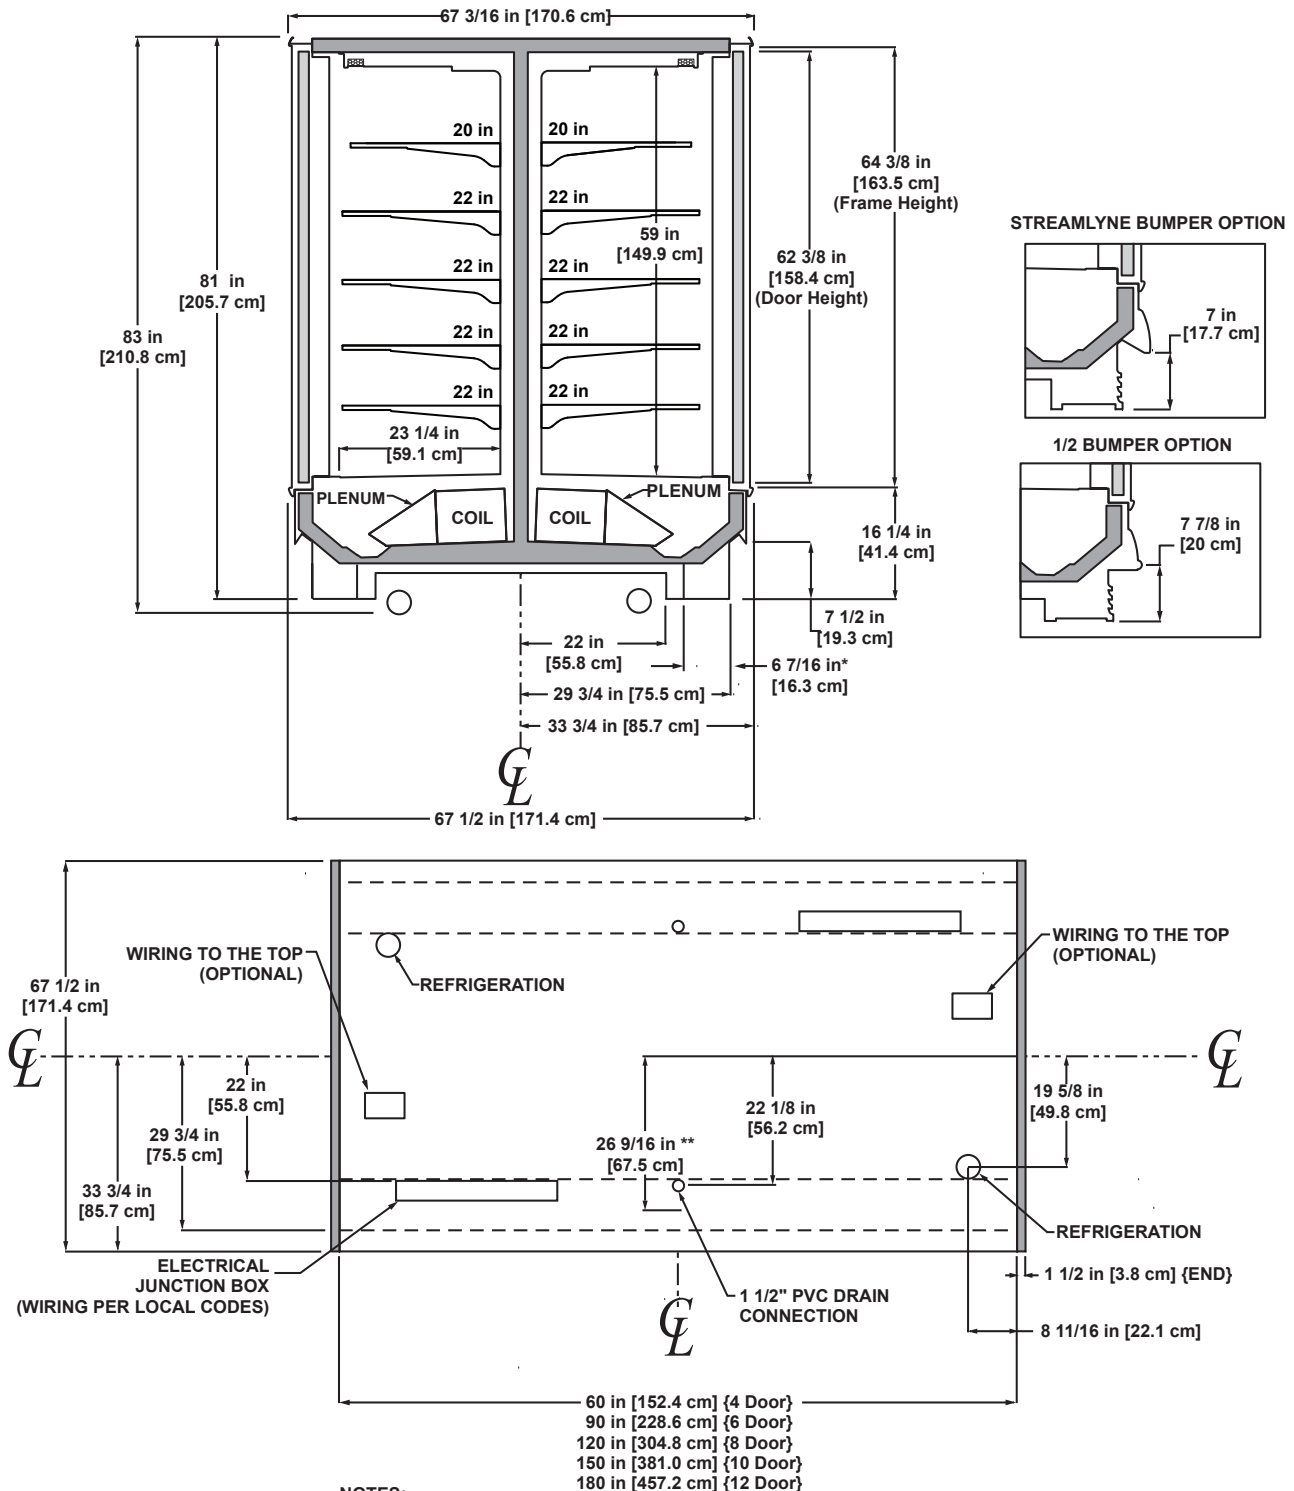 67 3/16 in [170.6 cm]
20 in
20 in
22 in
22 in
22 in
22 in
22 in
22 in
22 in
22 in
59 in
[149.9 cm]
64 3/8 in
[163.5 cm]
(Frame Height)
62 3/8 in
[158.4 cm]
(Door Height)
81 in
[205.7 cm]
83 in
[210.8 cm]
23 1/4 in
[59.1 cm]
PLENUM
COIL
COIL
PLENUM
16 1/4 in
[41.4 cm]
7 1/2 in
[19.3 cm]
22 in
[55.8 cm]
6 7/16 in*
[16.3 cm]
29 3/4 in [75.5 cm]
33 3/4 in [85.7 cm]
CL
67 1/2 in [171.4 cm]
STREAMLYNE BUMPER OPTION
7 in
[17.7 cm]
1/2 BUMPER OPTION
7 7/8 in
[20 cm]
WIRING TO THE TOP
(OPTIONAL)
REFRIGERATION
WIRING TO THE TOP
(OPTIONAL)
67 1/2 in
[171.4 cm]
CL
CL
22 in
[55.8 cm]
29 3/4 in
[75.5 cm]
33 3/4 in
[85.7 cm]
26 9/16 in **
[67.5 cm]
22 1/8 in
[56.2 cm]
19 5/8 in
[49.8 cm]
REFRIGERATION
ELECTRICAL
JUNCTION BOX
(WIRING PER LOCAL CODES)
1 1/2" PVC DRAIN
CONNECTION
CL
1 1/2 in [3.8 cm] {END}
8 11/16 in [22.1 cm]
60 in [152.4 cm] {4 Door}
90 in [228.6 cm] {6 Door}
120 in [304.8 cm] {8 Door}
150 in [381.0 cm] {10 Door}
180 in [457.2 cm] {12 Door}
NOTES: